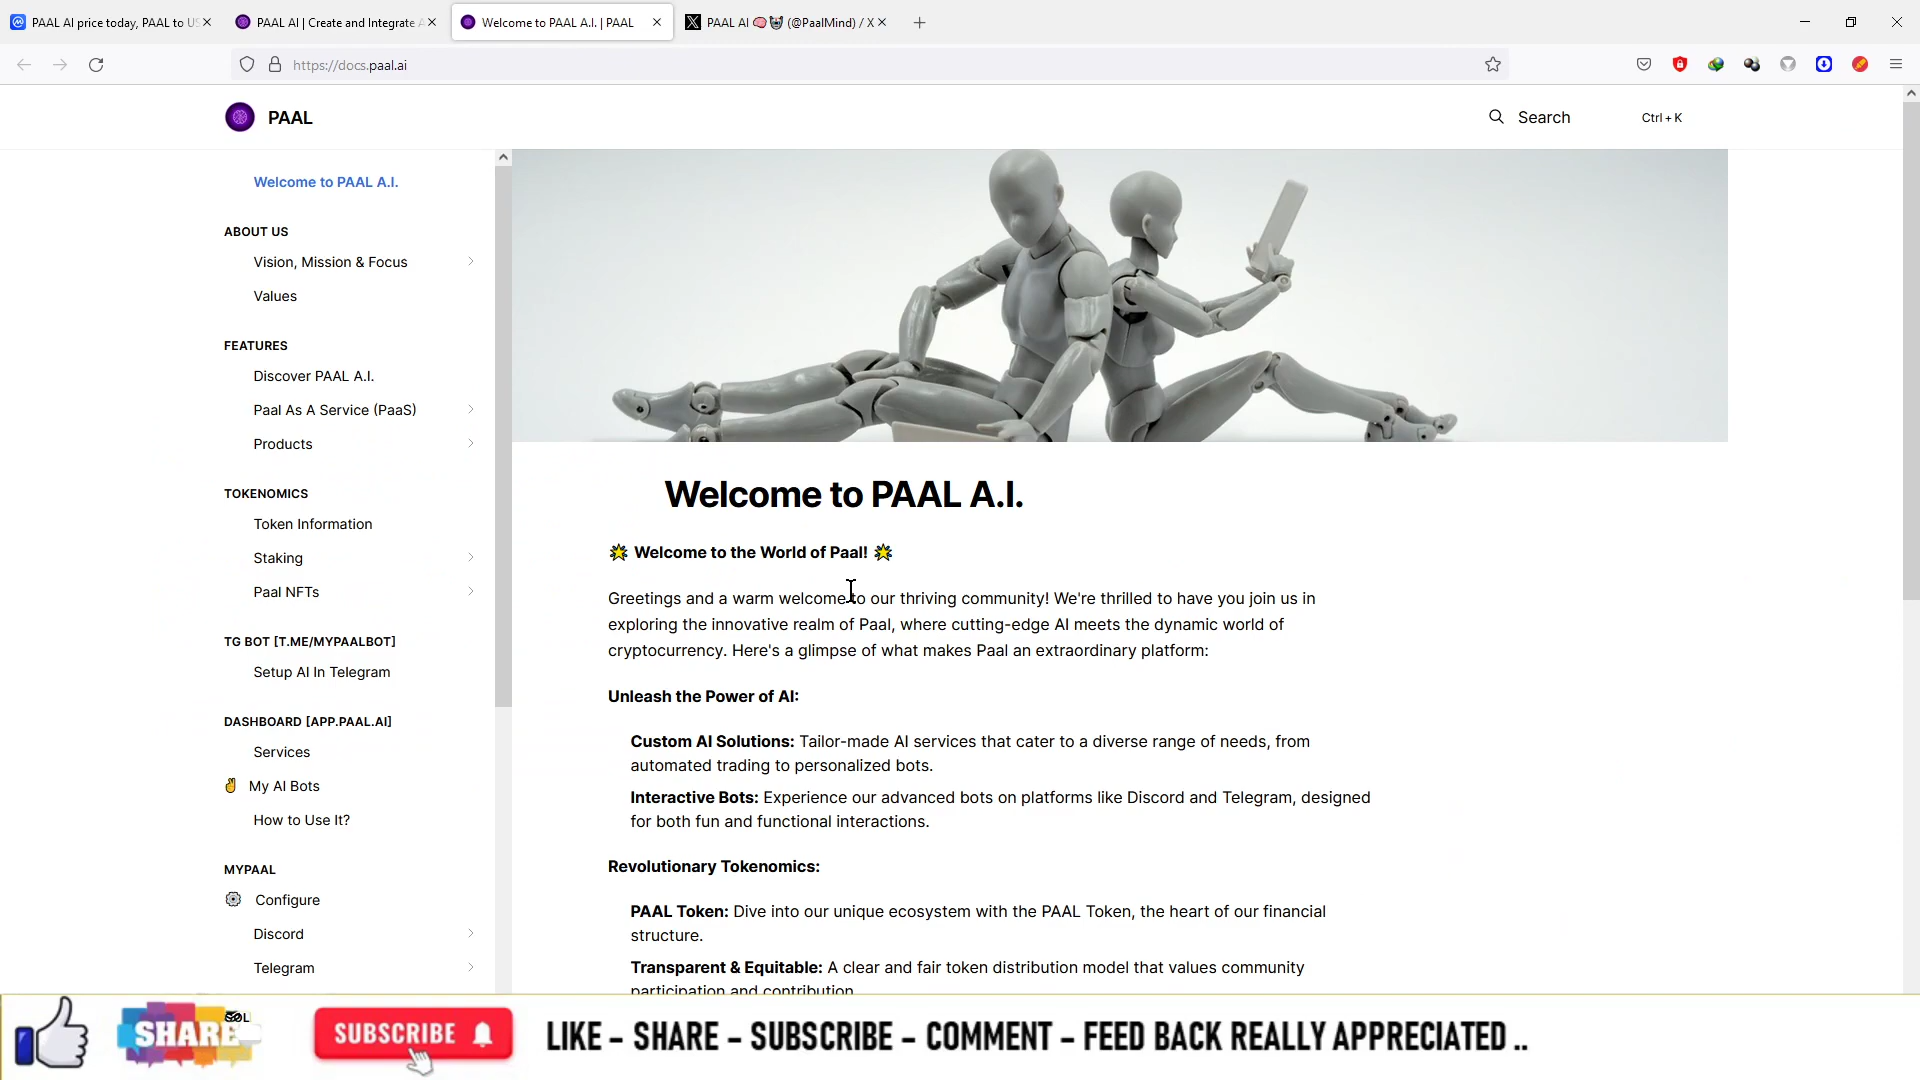 PAAL AI price today, PAAL to US
PAAL AI | Create and Integrate A
Welcome to PAAL A.I. | PAAL
PAAL AI 🧠🤡 (@PaalMind) / X
https://docs.paal.ai
PAAL
Search
Ctrl + K
Welcome to PAAL A.I.
ABOUT US
Vision, Mission & Focus
Values
FEATURES
Discover PAAL A.I.
Paal As A Service (PaaS)
Products
TOKENOMICS
Token Information
Staking
Paal NFTs
TG BOT [T.ME/MYPAALBOT]
Setup AI In Telegram
DASHBOARD [APP.PAAL.AI]
Services
✌ My AI Bots
How to Use It?
MYPAAL
Configure
Discord
Telegram
Welcome to PAAL A.I.
🌟 Welcome to the World of Paal! 🌟
Greetings and a warm welcome to our thriving community! We're thrilled to have you join us in
exploring the innovative realm of Paal, where cutting-edge AI meets the dynamic world of
cryptocurrency. Here's a glimpse of what makes Paal an extraordinary platform:
Unleash the Power of AI:
Custom AI Solutions: Tailor-made AI services that cater to a diverse range of needs, from
automated trading to personalized bots.
Interactive Bots: Experience our advanced bots on platforms like Discord and Telegram, designed
for both fun and functional interactions.
Revolutionary Tokenomics:
PAAL Token: Dive into our unique ecosystem with the PAAL Token, the heart of our financial
structure.
Transparent & Equitable: A clear and fair token distribution model that values community
participation and contribution
SHARE
SUBSCRIBE
LIKE - SHARE - SUBSCRIBE - COMMENT - FEED BACK REALLY APPRECIATED ..